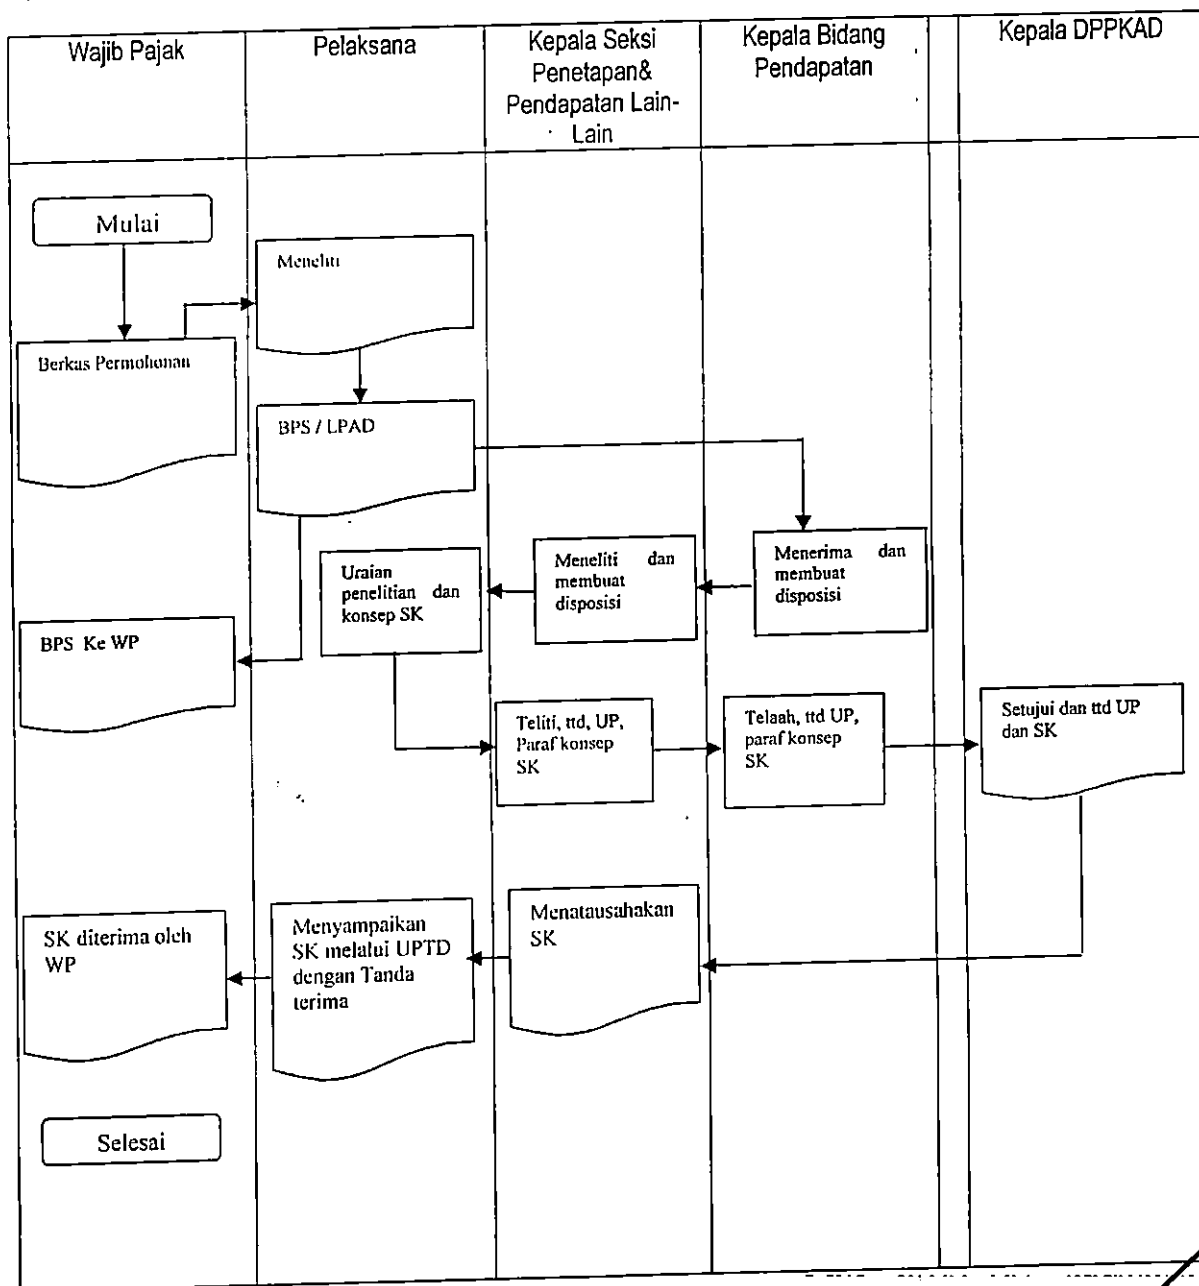 Wajib Pajak
Pelaksana
Kepala Seksi
Penetapan&
Pendapatan Lain-
Lain
Kepala Bidang
Pendapatan
Kepala DPPKAD
Mulai
Meneliti
Berkas Permohonan
BPS / LPAD
Uraian
penelitian dan
konsep SK
Meneliti dan
membuat
disposisi
Menerima dan
membuat
disposisi
BPS Ke WP
Teliti, ttd, UP,
Paraf konsep
SK
Telaah, ttd UP,
paraf konsep
SK
Setujui dan ttd UP
dan SK
SK diterima oleh
WP
Menyampaikan
SK melalui UPTD
dengan Tanda
terima
Menatausahakan
SK
Selesai